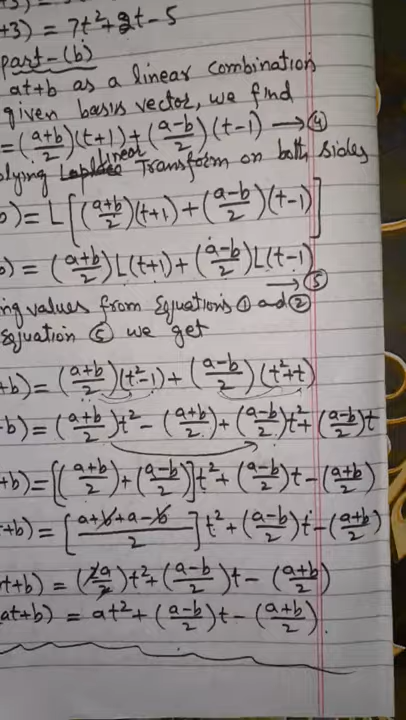 +3) = 7t²+2t-5
part-(b)
at+b as a linear combination
given basis vector, we find
=(a+b/2)(t+1)+(a-b/2)(t-1) → ④
linear
plying Transform on both sides
b)=L[(a+b/2)(t+1)+(a-b/2)(t-1)]
b)=(a+b/2)L(t+1)+(a-b/2)L(t-1)
→ ⑤
ng values from Equations ① and ②
Equation ⑤ we get
+b)=(a+b/2)(t²-1)+(a-b/2)(t²+t)
-b)=(a+b/2)t²-(a+b/2)+(a-b/2)t²+(a-b/2)t
+b)=[(a+b/2)+(a-b/2)]t²+(a-b/2)t-(a+b/2)
+b)=[a+b+a-b/2]t²+(a-b/2)t-(a+b/2)
t+b)=(2a/2)t²+(a-b/2)t-(a+b/2)
at+b)=at²+(a-b/2)t-(a+b/2).